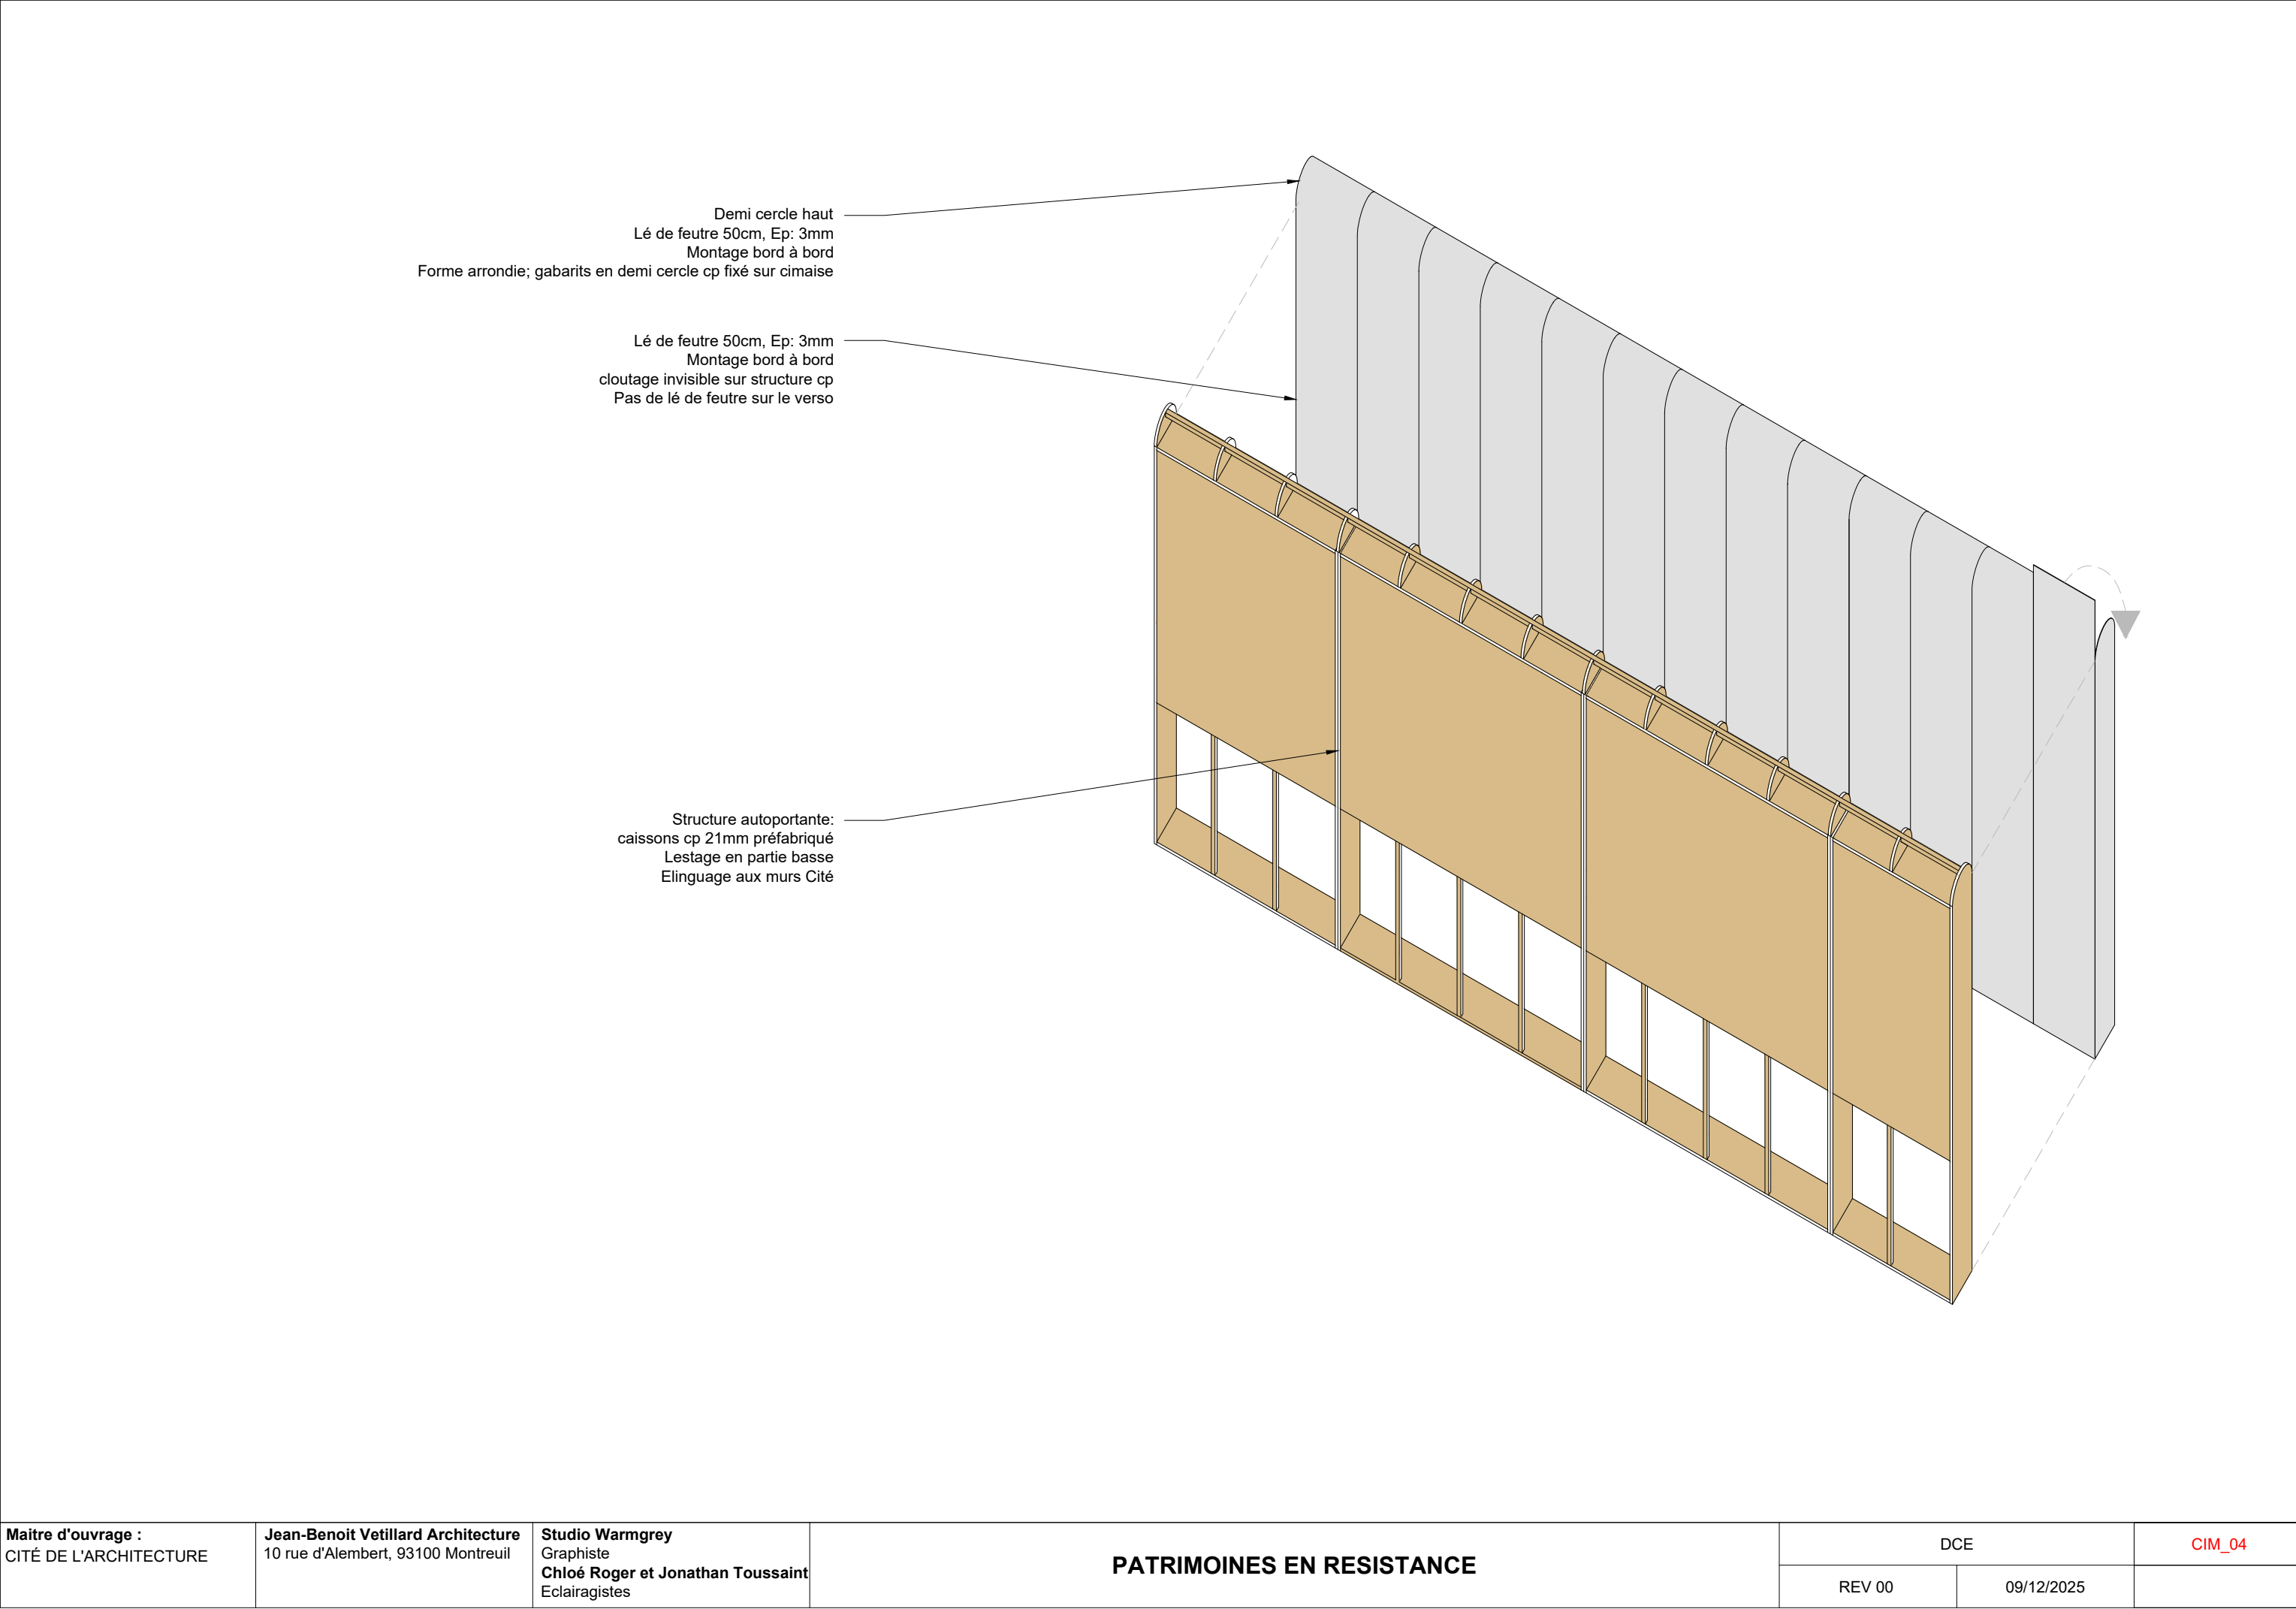 Demi cercle haut
Lé de feutre 50cm, Ep: 3mm
Montage bord à bord
Forme arrondie; gabarits en demi cercle cp fixé sur cimaise
Lé de feutre 50cm, Ep: 3mm
Montage bord à bord
cloutage invisible sur structure cp
Pas de lé de feutre sur le verso
Structure autoportante:
caissons cp 21mm préfabriqué
Lestage en partie basse
Elinguage aux murs Cité
Maitre d'ouvrage :
CITÉ DE L'ARCHITECTURE
Jean-Benoit Vetillard Architecture
10 rue d'Alembert, 93100 Montreuil
Studio Warmgrey
Graphiste
Chloé Roger et Jonathan Toussaint
Eclairagistes
PATRIMOINES EN RESISTANCE
DCE
REV 00
09/12/2025
CIM_04